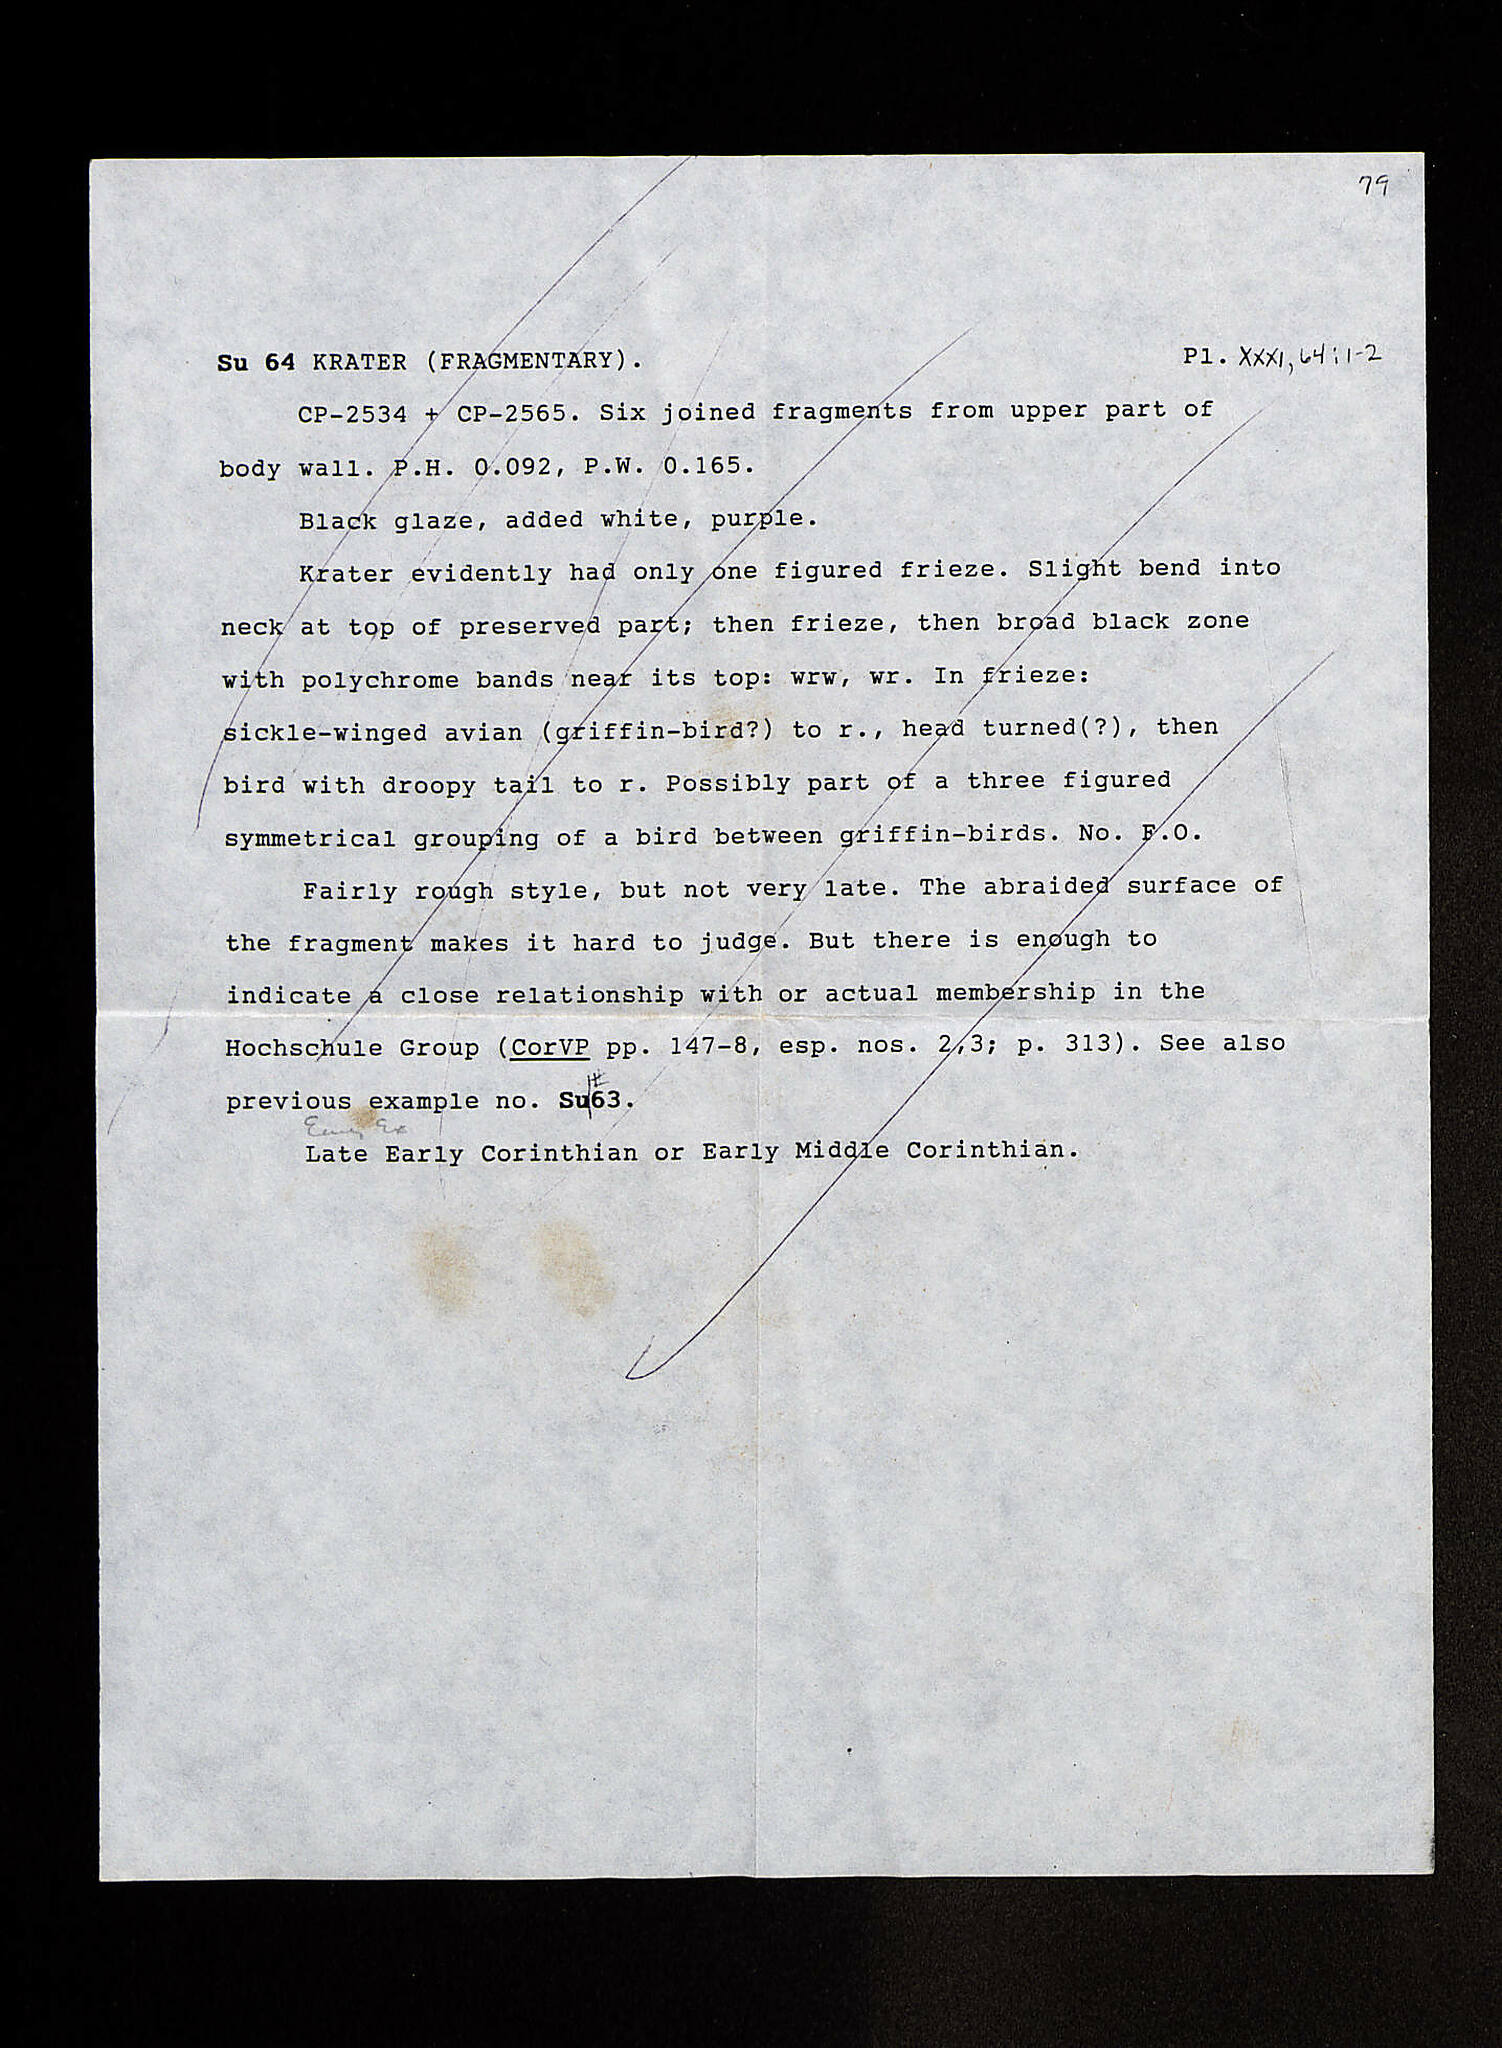 79
Su 64 KRATER (FRAGMENTARY). Pl. XXXI, 64:1-2
CP-2534 + CP-2565. Six joined fragments from upper part of
body wall. P.H. 0.092, P.W. 0.165.
Black glaze, added white, purple.
Krater evidently had only one figured frieze. Slight bend into
neck at top of preserved part; then frieze, then broad black zone
with polychrome bands near its top: wrw, wr. In frieze:
sickle-winged avian (griffin-bird?) to r., head turned(?), then
bird with droopy tail to r. Possibly part of a three figured
symmetrical grouping of a bird between griffin-birds. No. F.O.
Fairly rough style, but not very late. The abraided surface of
the fragment makes it hard to judge. But there is enough to
indicate a close relationship with or actual membership in the
Hochschule Group (CorVP pp. 147-8, esp. nos. 2,3; p. 313). See also
#
previous example no. Su63.
Late Early Corinthian or Early Middle Corinthian.